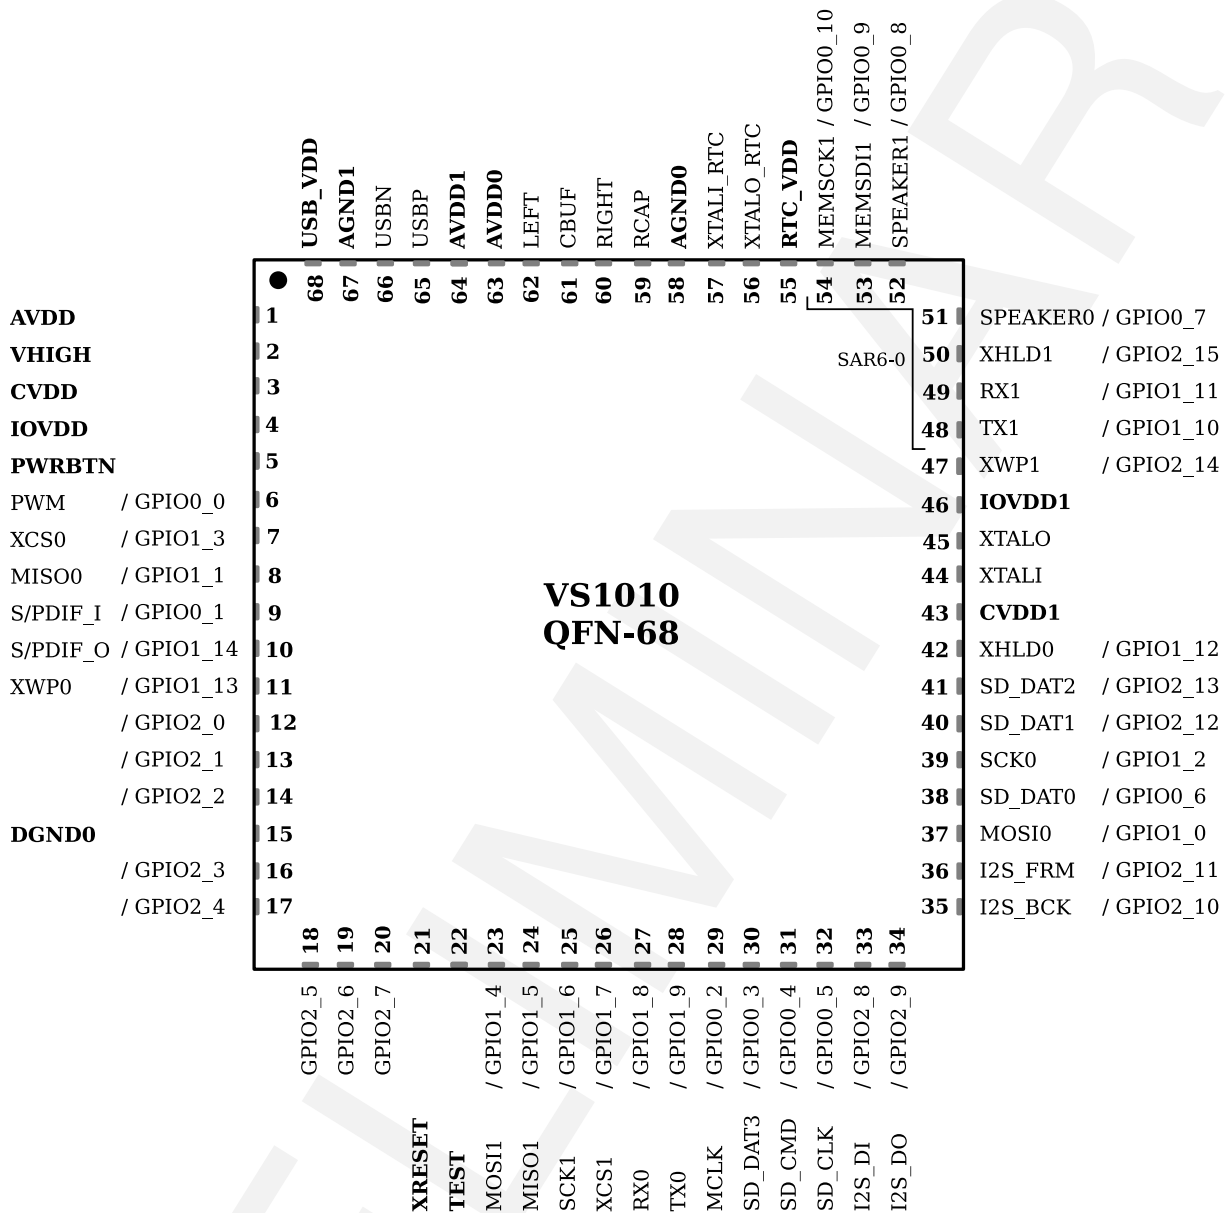 USB_VDD
AGND1
USBN
USBP
AVDD1
AVDD0
LEFT
CBUF
RIGHT
RCAP
AGND0
XTALI_RTC
XTALO_RTC
RTC_VDD
MEMSCK1 / GPIO0_10
MEMSDI1 / GPIO0_9
SPEAKER1 / GPIO0_8
68 67 66 65 64 63 62 61 60 59 58 57 56 55 54 53 52
AVDD 1
VHIGH 2
CVDD 3
IOVDD 4
PWRBTN 5
PWM / GPIO0_0 6
XCS0 / GPIO1_3 7
MISO0 / GPIO1_1 8
S/PDIF_I / GPIO0_1 9
S/PDIF_O / GPIO1_14 10
XWP0 / GPIO1_13 11
/ GPIO2_0 12
/ GPIO2_1 13
/ GPIO2_2 14
DGND0 15
/ GPIO2_3 16
/ GPIO2_4 17
SAR6-0
VS1010
QFN-68
51 SPEAKER0 / GPIO0_7
50 XHLD1 / GPIO2_15
49 RX1 / GPIO1_11
48 TX1 / GPIO1_10
47 XWP1 / GPIO2_14
46 IOVDD1
45 XTALO
44 XTALI
43 CVDD1
42 XHLD0 / GPIO1_12
41 SD_DAT2 / GPIO2_13
40 SD_DAT1 / GPIO2_12
39 SCK0 / GPIO1_2
38 SD_DAT0 / GPIO0_6
37 MOSI0 / GPIO1_0
36 I2S_FRM / GPIO2_11
35 I2S_BCK / GPIO2_10
18 19 20 21 22 23 24 25 26 27 28 29 30 31 32 33 34
GPIO2_5
GPIO2_6
GPIO2_7
XRESET
TEST
MOSI1 / GPIO1_4
MISO1 / GPIO1_5
SCK1 / GPIO1_6
XCS1 / GPIO1_7
RX0 / GPIO1_8
TX0 / GPIO1_9
MCLK / GPIO0_2
SD_DAT3 / GPIO0_3
SD_CMD / GPIO0_4
SD_CLK / GPIO0_5
I2S_DI / GPIO2_8
I2S_DO / GPIO2_9